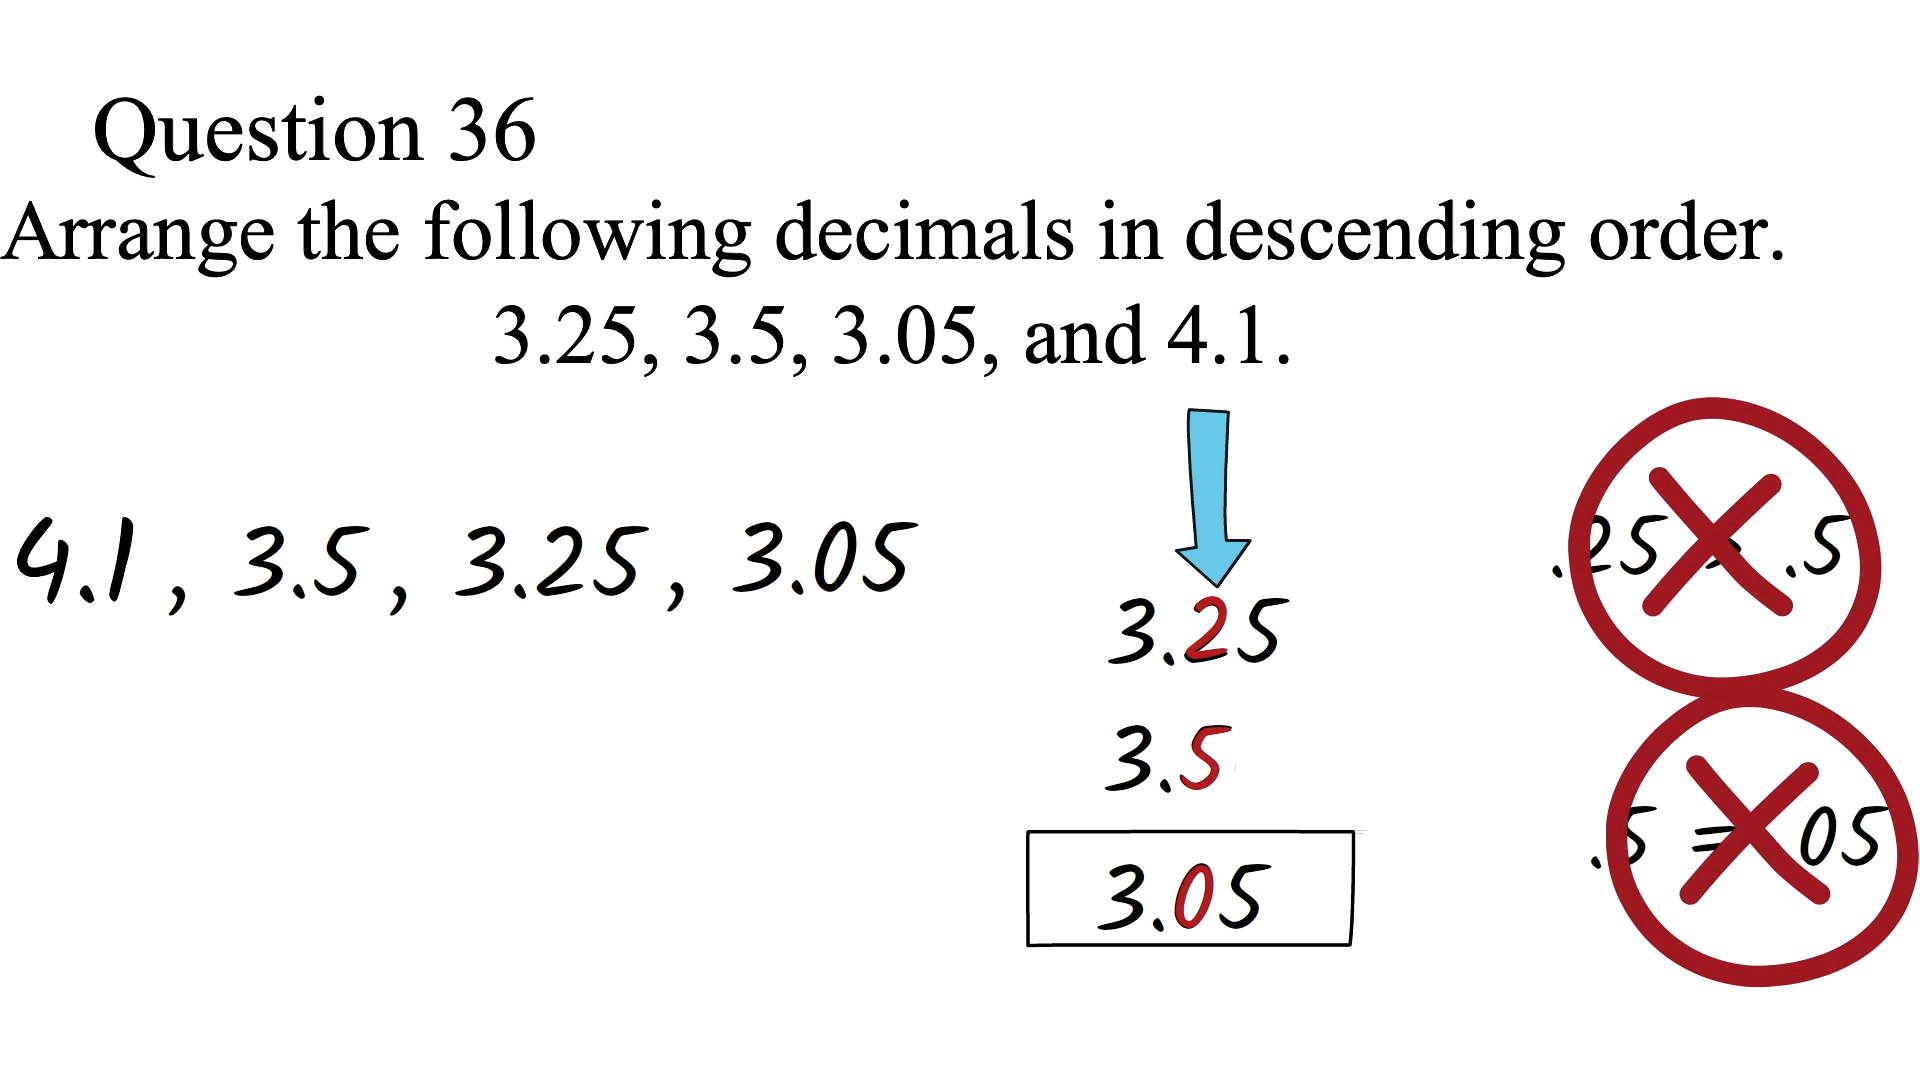 Question 36
Arrange the following decimals in descending order.
3.25, 3.5, 3.05, and 4.1.
4.1, 3.5, 3.25, 3.05
3.25
3.5
3.05
.25 > .5
.5 = .05